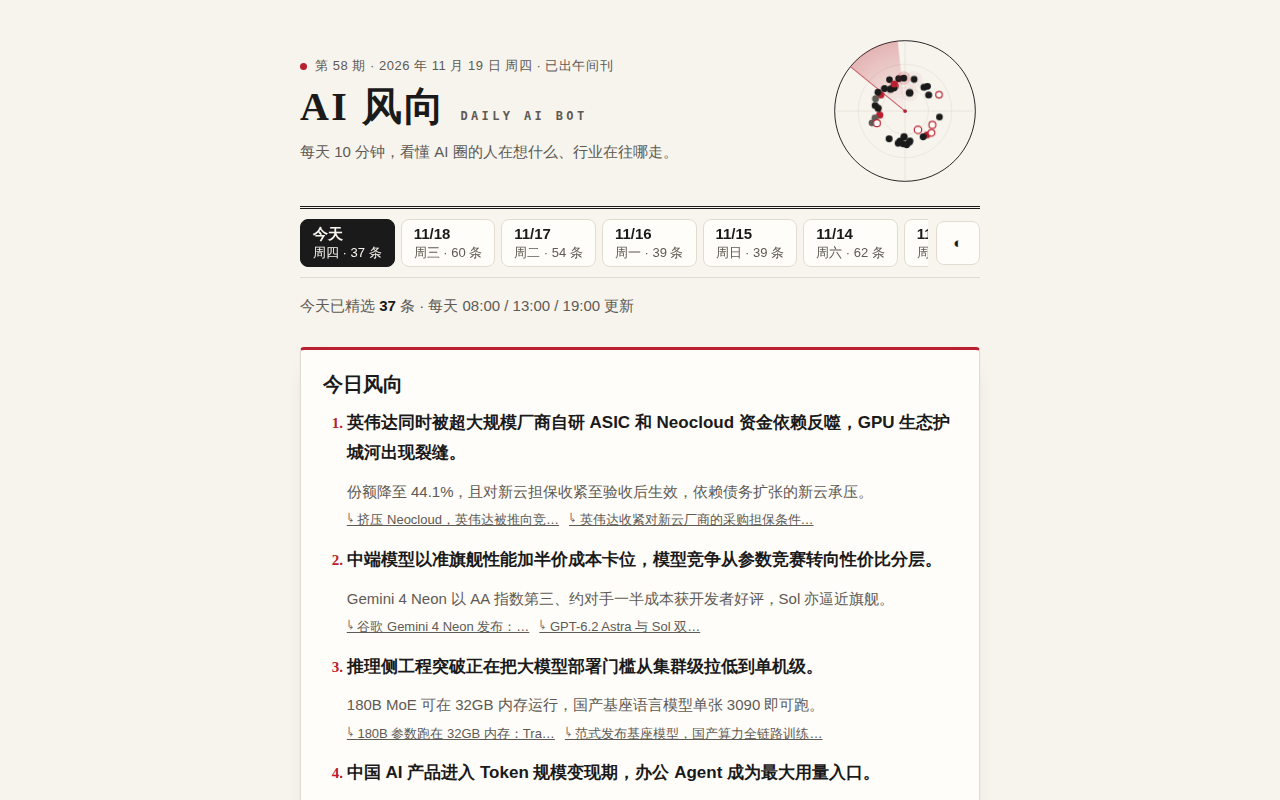 第 58 期 · 2026 年 11 月 19 日 周四 · 已出午间刊
AI 风向 DAILY AI BOT
每天 10 分钟，看懂 AI 圈的人在想什么、行业在往哪走。
今天
周四 · 37 条
11/18
周三 · 60 条
11/17
周二 · 54 条
11/16
周一 · 39 条
11/15
周日 · 39 条
11/14
周六 · 62 条
今天已精选 37 条 · 每天 08:00 / 13:00 / 19:00 更新
今日风向
1. 英伟达同时被超大规模厂商自研 ASIC 和 Neocloud 资金依赖反噬，GPU 生态护
城河出现裂缝。
份额降至 44.1%，且对新云担保收紧至验收后生效，依赖债务扩张的新云承压。
↳ 挤压 Neocloud，英伟达被推向竞… ↳ 英伟达收紧对新云厂商的采购担保条件…
2. 中端模型以准旗舰性能加半价成本卡位，模型竞争从参数竞赛转向性价比分层。
Gemini 4 Neon 以 AA 指数第三、约对手一半成本获开发者好评，Sol 亦逼近旗舰。
↳ 谷歌 Gemini 4 Neon 发布：… ↳ GPT-6.2 Astra 与 Sol 双…
3. 推理侧工程突破正在把大模型部署门槛从集群级拉低到单机级。
180B MoE 可在 32GB 内存运行，国产基座语言模型单张 3090 即可跑。
↳ 180B 参数跑在 32GB 内存：Tra… ↳ 范式发布基座模型，国产算力全链路训练…
4. 中国 AI 产品进入 Token 规模变现期，办公 Agent 成为最大用量入口。